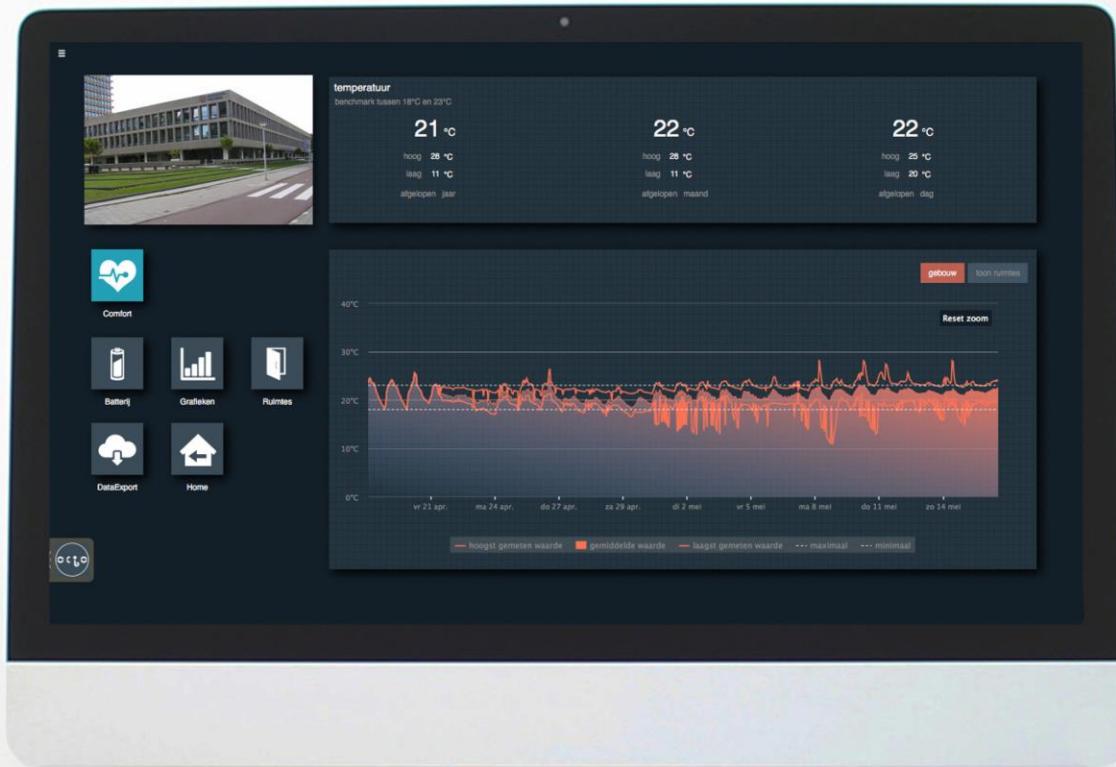 temperatuur
benchmark tussen 18°C en 23°C
21 °C
hoog 28 °C
laag 11 °C
afgelopen jaar
22 °C
hoog 28 °C
laag 11 °C
afgelopen maand
22 °C
hoog 25 °C
laag 20 °C
afgelopen dag
Comfort
Batterij
Grafieken
Ruimtes
DataExport
Home
octo
gebouw
toon ruimtes
Reset zoom
40°C
30°C
20°C
10°C
0°C
vr 21 apr.
ma 24 apr.
do 27 apr.
za 29 apr.
di 2 mei
vr 5 mei
ma 8 mei
do 11 mei
zo 14 mei
hoogst gemeten waarde
gemiddelde waarde
laagst gemeten waarde
maximaal
minimaal